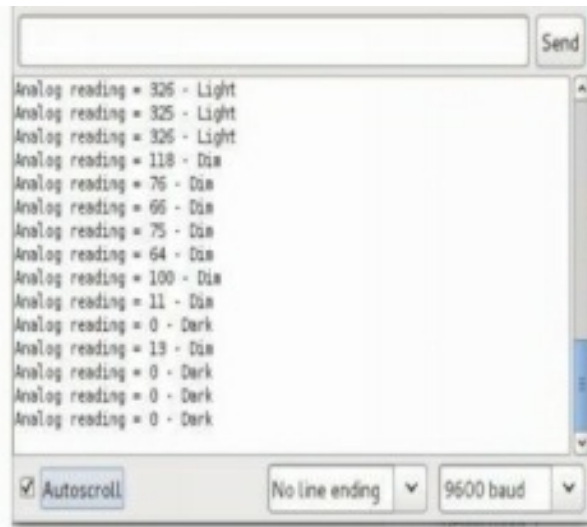 Send
Analog reading = 326 - Light
Analog reading = 325 - Light
Analog reading = 326 - Light
Analog reading = 118 - Dim
Analog reading = 76 - Dim
Analog reading = 66 - Dim
Analog reading = 75 - Dim
Analog reading = 64 - Dim
Analog reading = 100 - Dim
Analog reading = 11 - Dim
Analog reading = 0 - Dark
Analog reading = 13 - Dim
Analog reading = 0 - Dark
Analog reading = 0 - Dark
Analog reading = 0 - Dark
Autoscroll No line ending 9600 baud